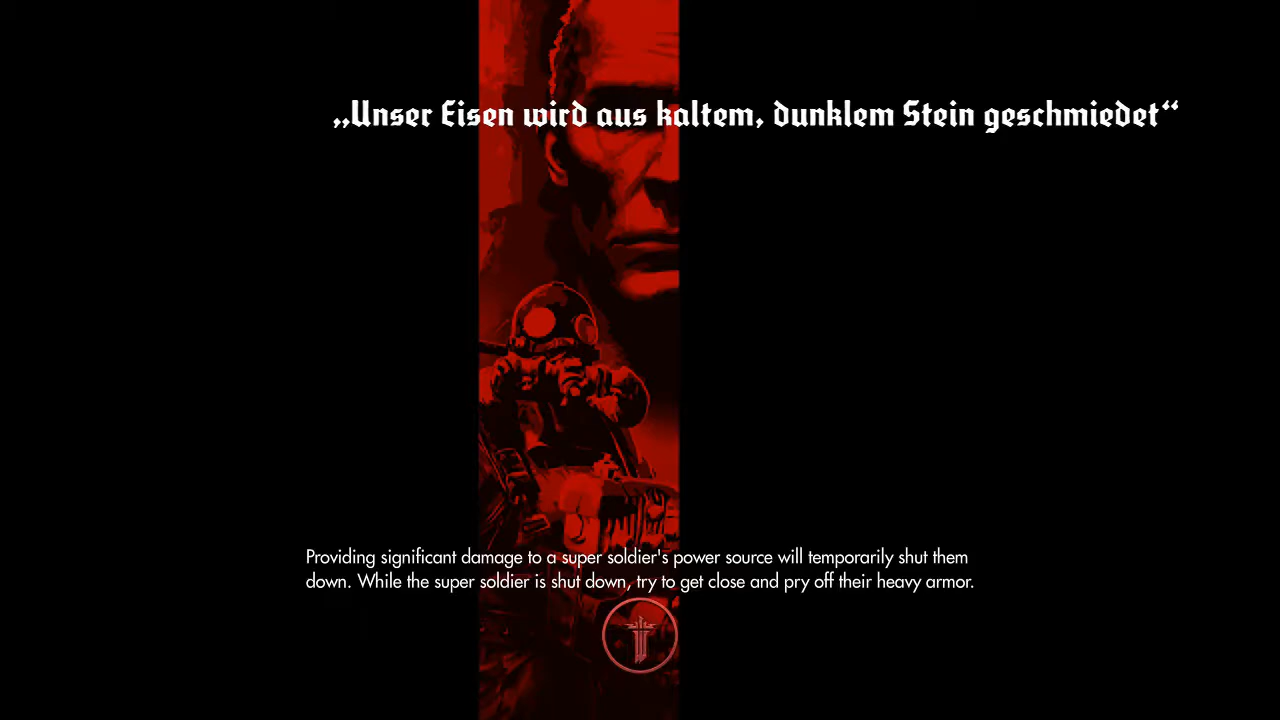 „Unser Eisen wird aus kaltem, dunklem Stein geschmiedet“
Providing significant damage to a super soldier's power source will temporarily shut them
down. While the super soldier is shut down, try to get close and pry off their heavy armor.